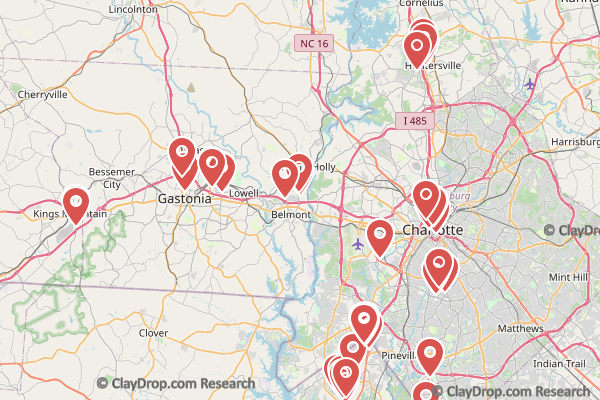 Lincolnton
Cornelius
NC 16
Huntersville
Cherryville
I 485
Harrisburg
Holly
Bessemer
City
Lowell
Gastonia
Kings Mountain
Belmont
Charlotte
© ClayDrop
Mint Hill
Clover
Matthews
Pineville
Indian Trail
© ClayDrop.com Research
© ClayDrop.com Research